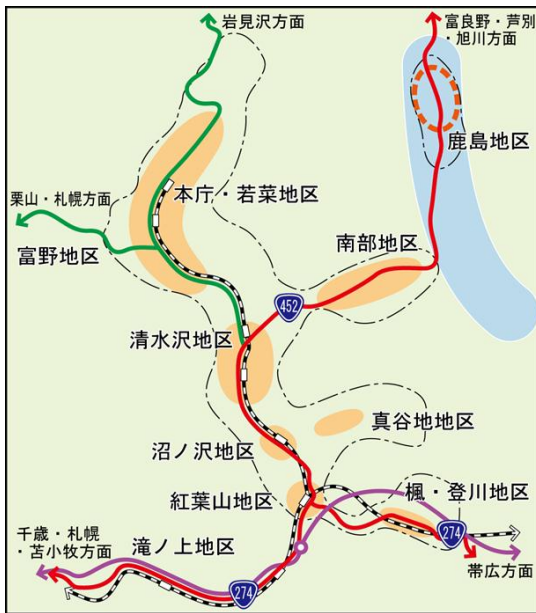 岩見沢方面
富良野・芦別
・旭川方面
鹿島地区
本庁・若菜地区
栗山・札幌方面
富野地区
南部地区
452
清水沢地区
真谷地地区
沼ノ沢地区
紅葉山地区
楓・登川地区
千歳・札幌
・苫小牧方面
滝ノ上地区
274
274
帯広方面